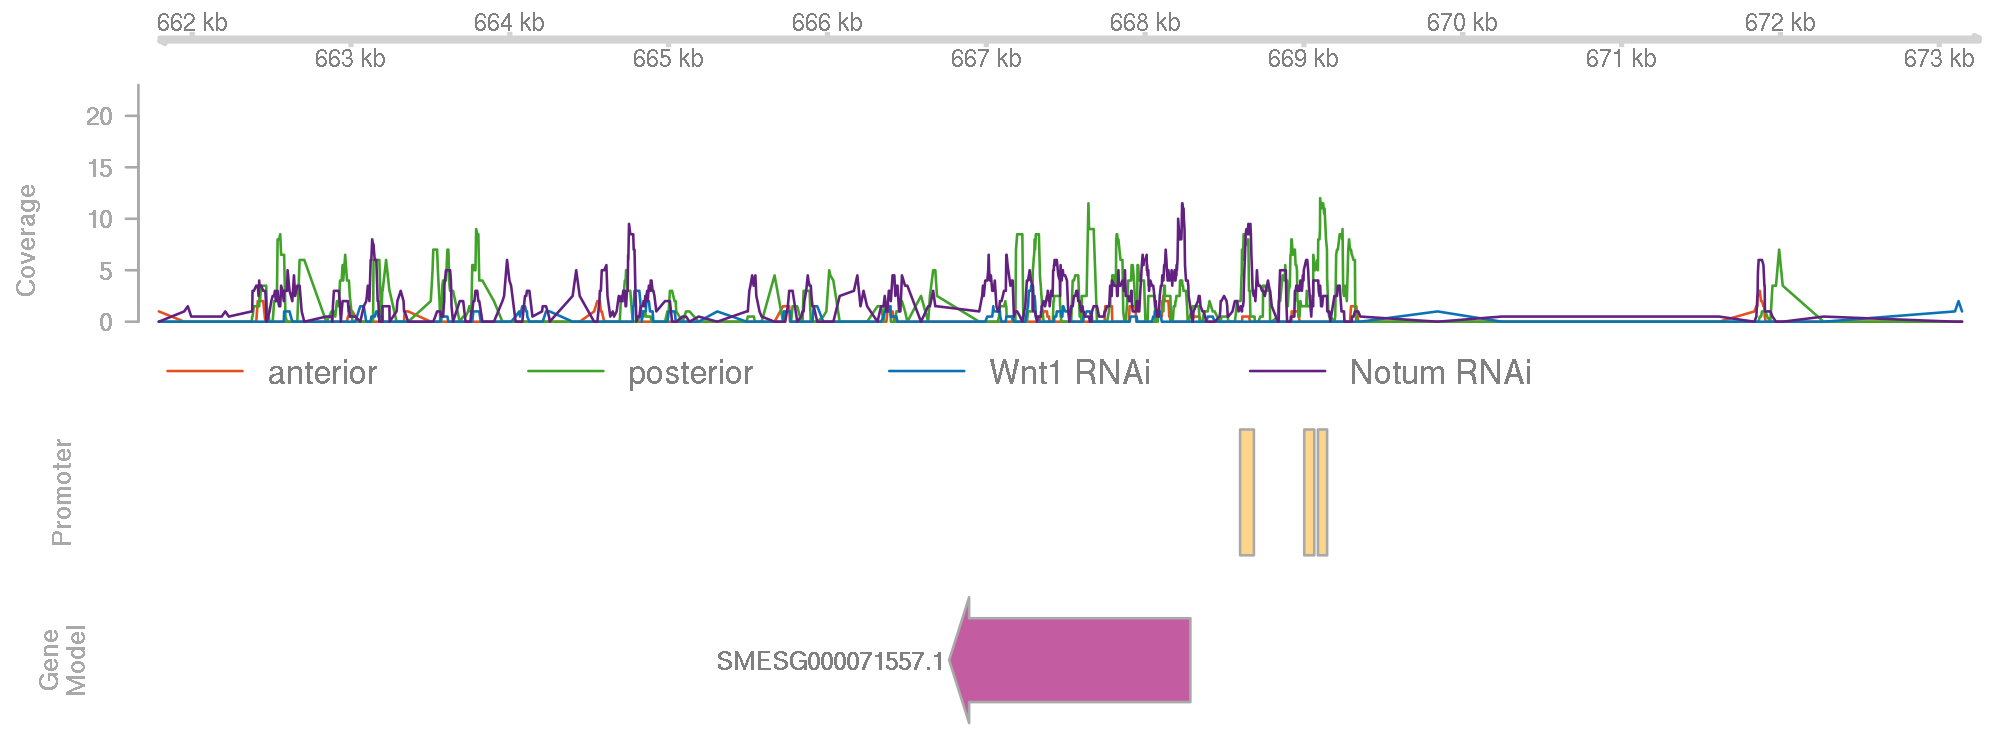 662 kb 664 kb 666 kb 668 kb 670 kb 672 kb
663 kb 665 kb 667 kb 669 kb 671 kb 673 kb
20
15
10
5
0
Coverage
anterior posterior Wnt1 RNAi Notum RNAi
Promoter
Gene
Model
SMESG000071557.1